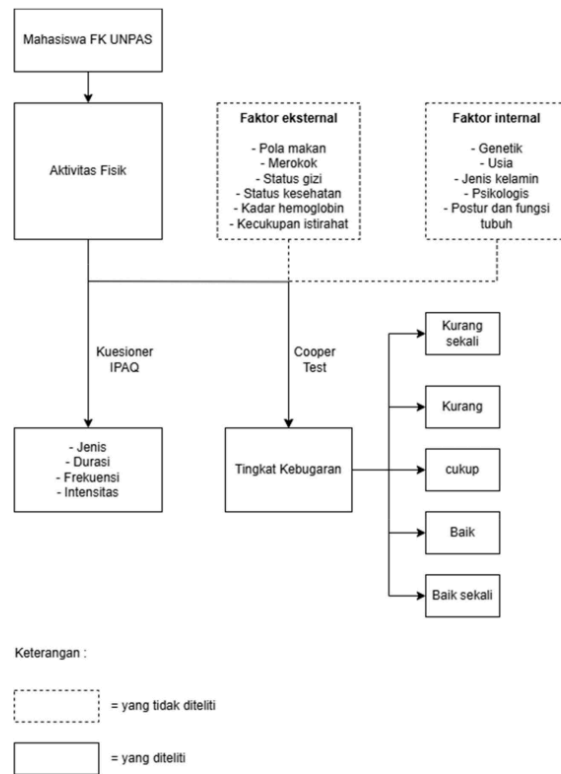 Mahasiswa FK UNPAS
Aktivitas Fisik
Faktor eksternal
- Pola makan
- Merokok
- Status gizi
- Status kesehatan
- Kadar hemoglobin
- Kecukupan istirahat
Faktor internal
- Genetik
- Usia
- Jenis kelamin
- Psikologis
- Postur dan fungsi
tubuh
Kuesioner
IPAQ
Cooper
Test
- Jenis
- Durasi
- Frekuensi
- Intensitas
Tingkat Kebugaran
Kurang
sekali
Kurang
cukup
Baik
Baik sekali
Keterangan :
= yang tidak diteliti
= yang diteliti